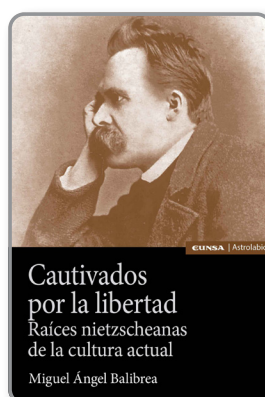 EUNSA | Astrolabio
Cautivados
por la libertad
Raíces nietzscheanas
de la cultura actual
Miguel Ángel Balibrea